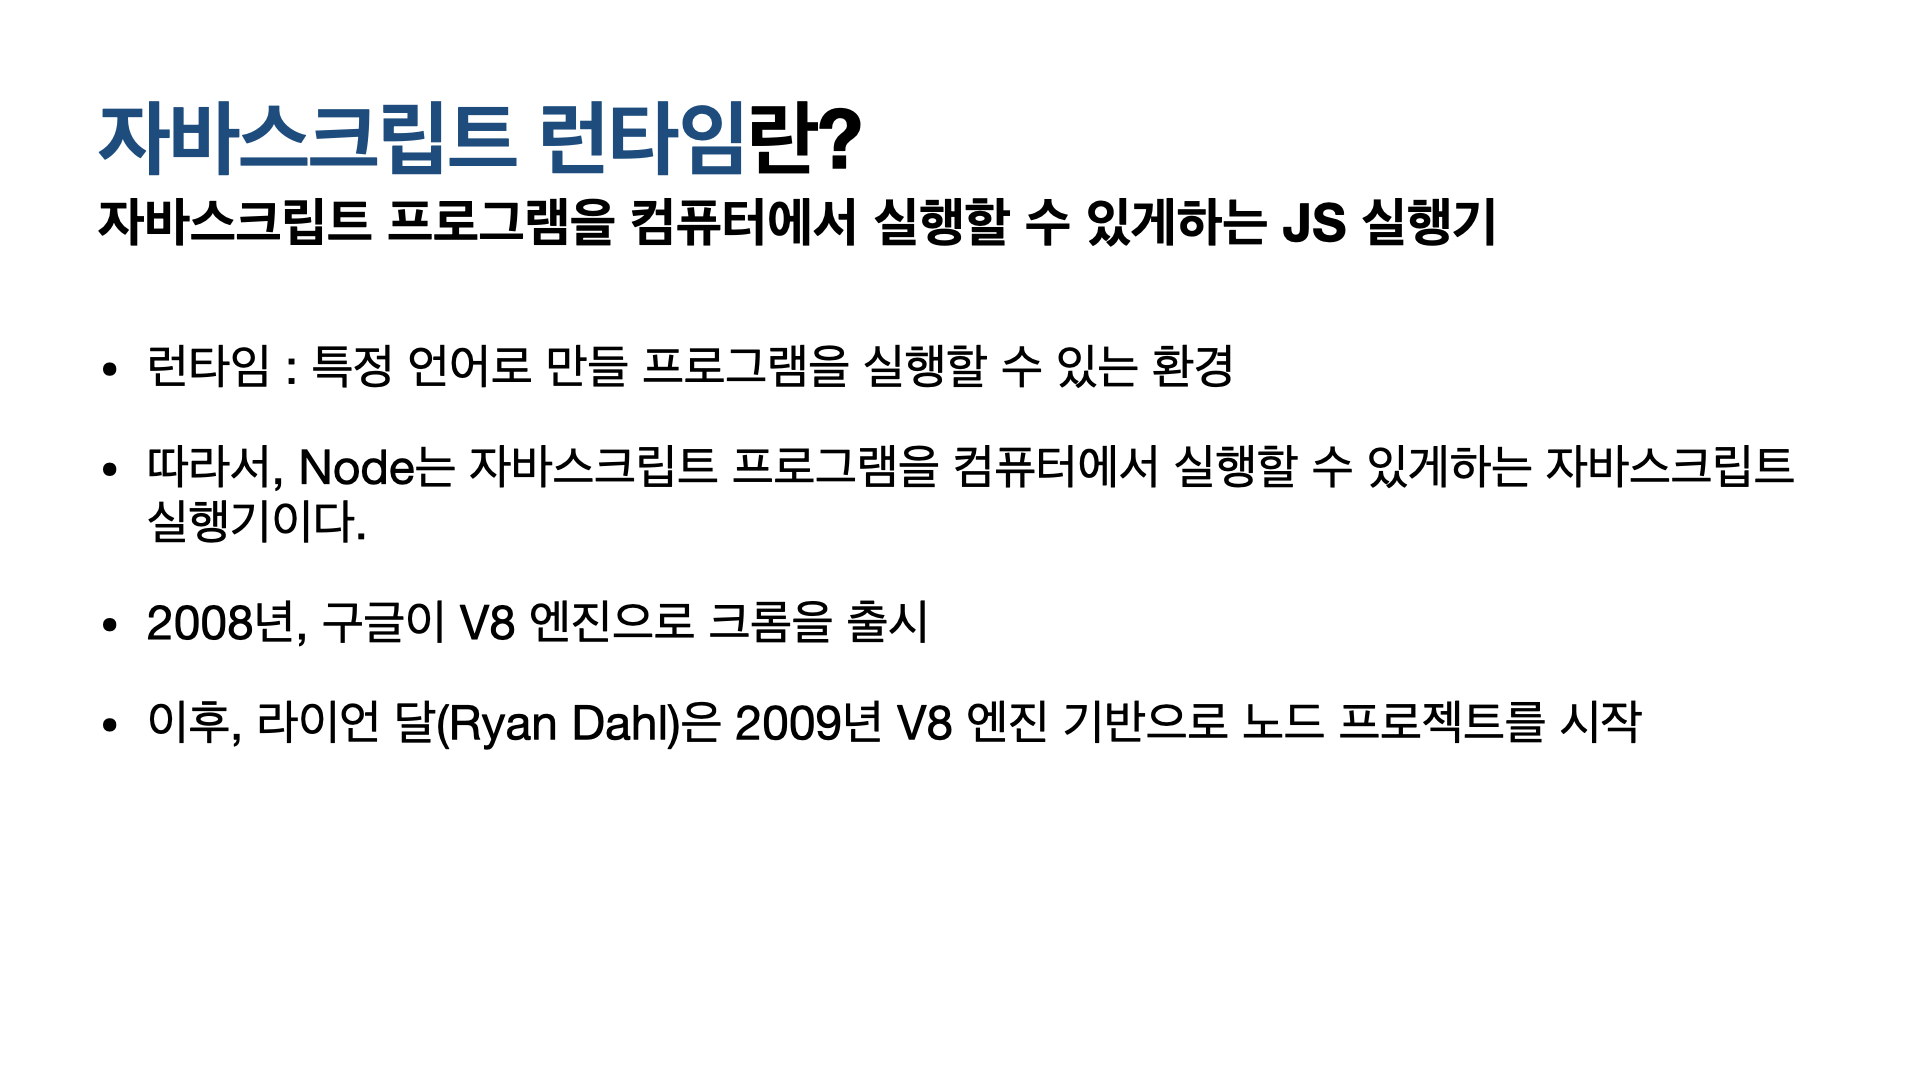 자바스크립트 런타임란?
자바스크립트 프로그램을 컴퓨터에서 실행할 수 있게하는 JS 실행기
• 런타임 : 특정 언어로 만들 프로그램을 실행할 수 있는 환경
• 따라서, Node는 자바스크립트 프로그램을 컴퓨터에서 실행할 수 있게하는 자바스크립트
실행기이다.
• 2008년, 구글이 V8 엔진으로 크롬을 출시
• 이후, 라이언 달(Ryan Dahl)은 2009년 V8 엔진 기반으로 노드 프로젝트를 시작